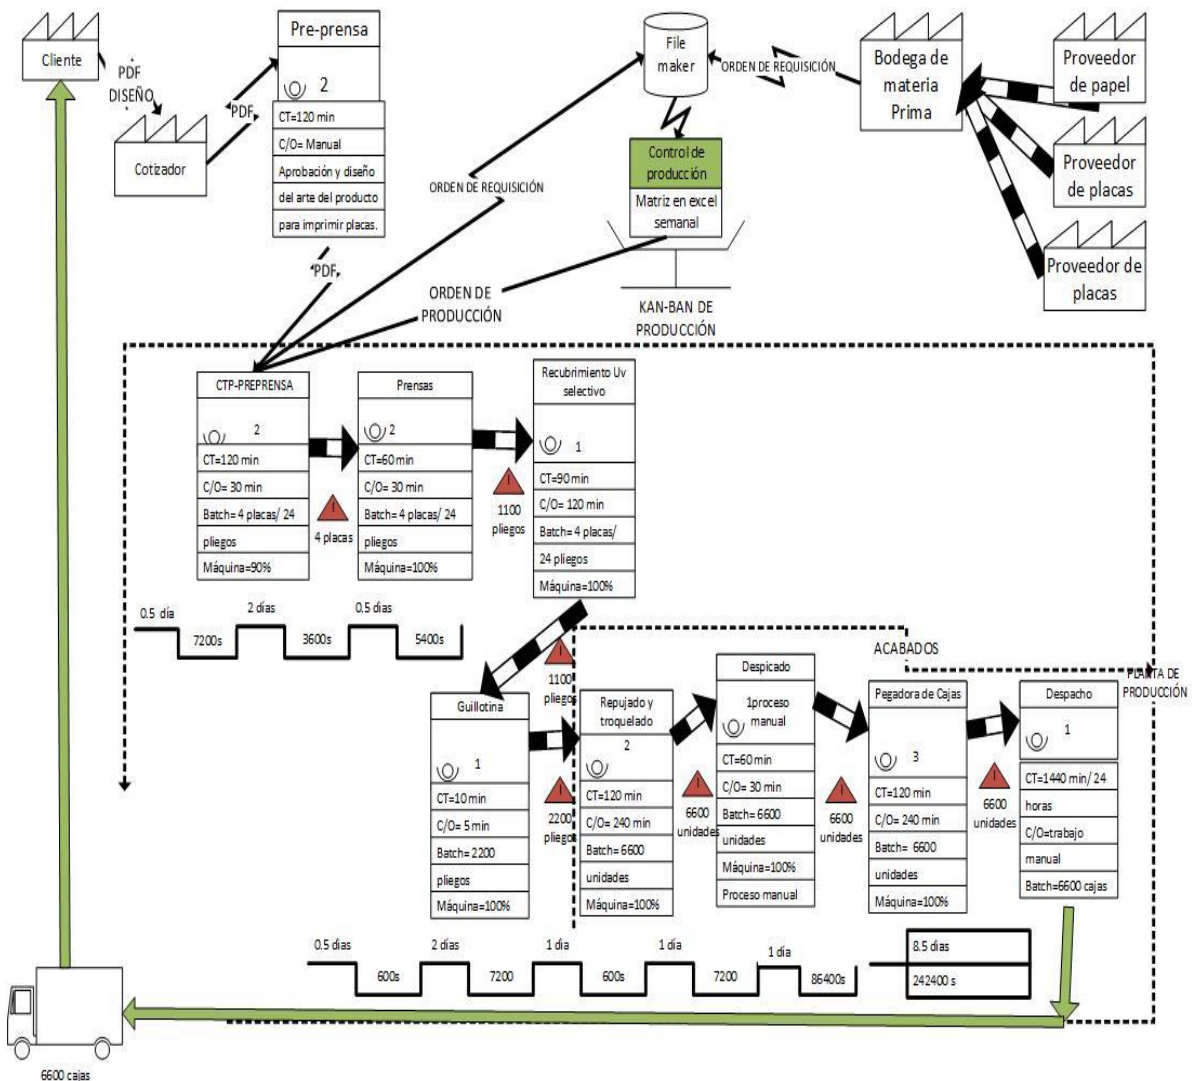 Cliente
PDF
DISEÑO
Cotizador
PDF
Pre-prensa
2
CT=120 min
C/O= Manual
Aprobación y diseño
del arte del producto
para imprimir placas.
PDF
File
maker
ORDEN DE REQUISICIÓN
Bodega de
materia
Prima
Proveedor
de papel
Proveedor
de placas
Proveedor de
placas
Control de
producción
Matriz en excel
semanal
ORDEN DE REQUISICIÓN
ORDEN DE
PRODUCCIÓN
KAN-BAN DE
PRODUCCIÓN
CTP-PREPRENSA
2
CT=120 min
C/O= 30 min
Batch= 4 placas/ 24
pliegos
Máquina=90%
4 placas
Prensas
2
CT=60 min
C/O= 30 min
Batch= 4 placas/ 24
pliegos
Máquina=100%
1100
pliegos
Recubrimiento Uv
selectivo
1
CT=90 min
C/O= 120 min
Batch= 4 placas/
24 pliegos
Máquina=100%
0.5 día
7200s
2 días
3600s
0.5 días
5400s
1100
pliegos
ACABADOS
PLANTA DE
PRODUCCIÓN
Guillotina
1
CT=10 min
C/O= 5 min
Batch= 2200
pliegos
Máquina=100%
2200
pliegos
Repujado y
troquelado
2
CT=120 min
C/O= 240 min
Batch= 6600
unidades
Máquina=100%
6600
unidades
Despicado
1proceso
manual
CT=60 min
C/O= 30 min
Batch= 6600
unidades
Máquina=100%
Proceso manual
6600
unidades
Pegadora de Cajas
3
CT=120 min
C/O= 240 min
Batch= 6600
unidades
Máquina=100%
6600
unidades
Despacho
1
CT=1440 min/ 24
horas
C/O=trabajo
manual
Batch=6600 cajas
0.5 días
600s
2 días
7200
1 día
600s
1 día
7200
1 día
86400s
8.5 días
242400 s
6600 cajas